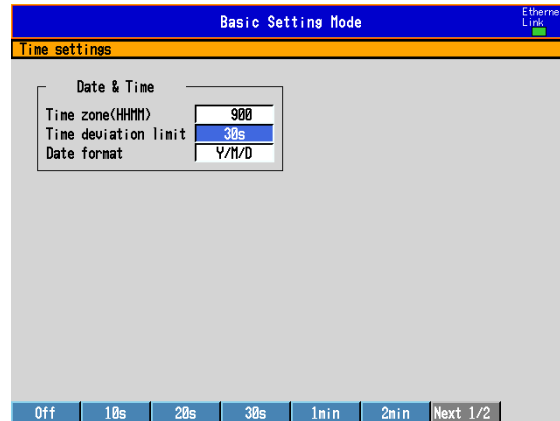 Basic Setting Mode
Etherne
Link
Time settings
Date & Time
Time zone(HHMM) 900
Time deviation limit 30s
Date format Y/M/D
Off 10s 20s 30s 1min 2min Next 1/2